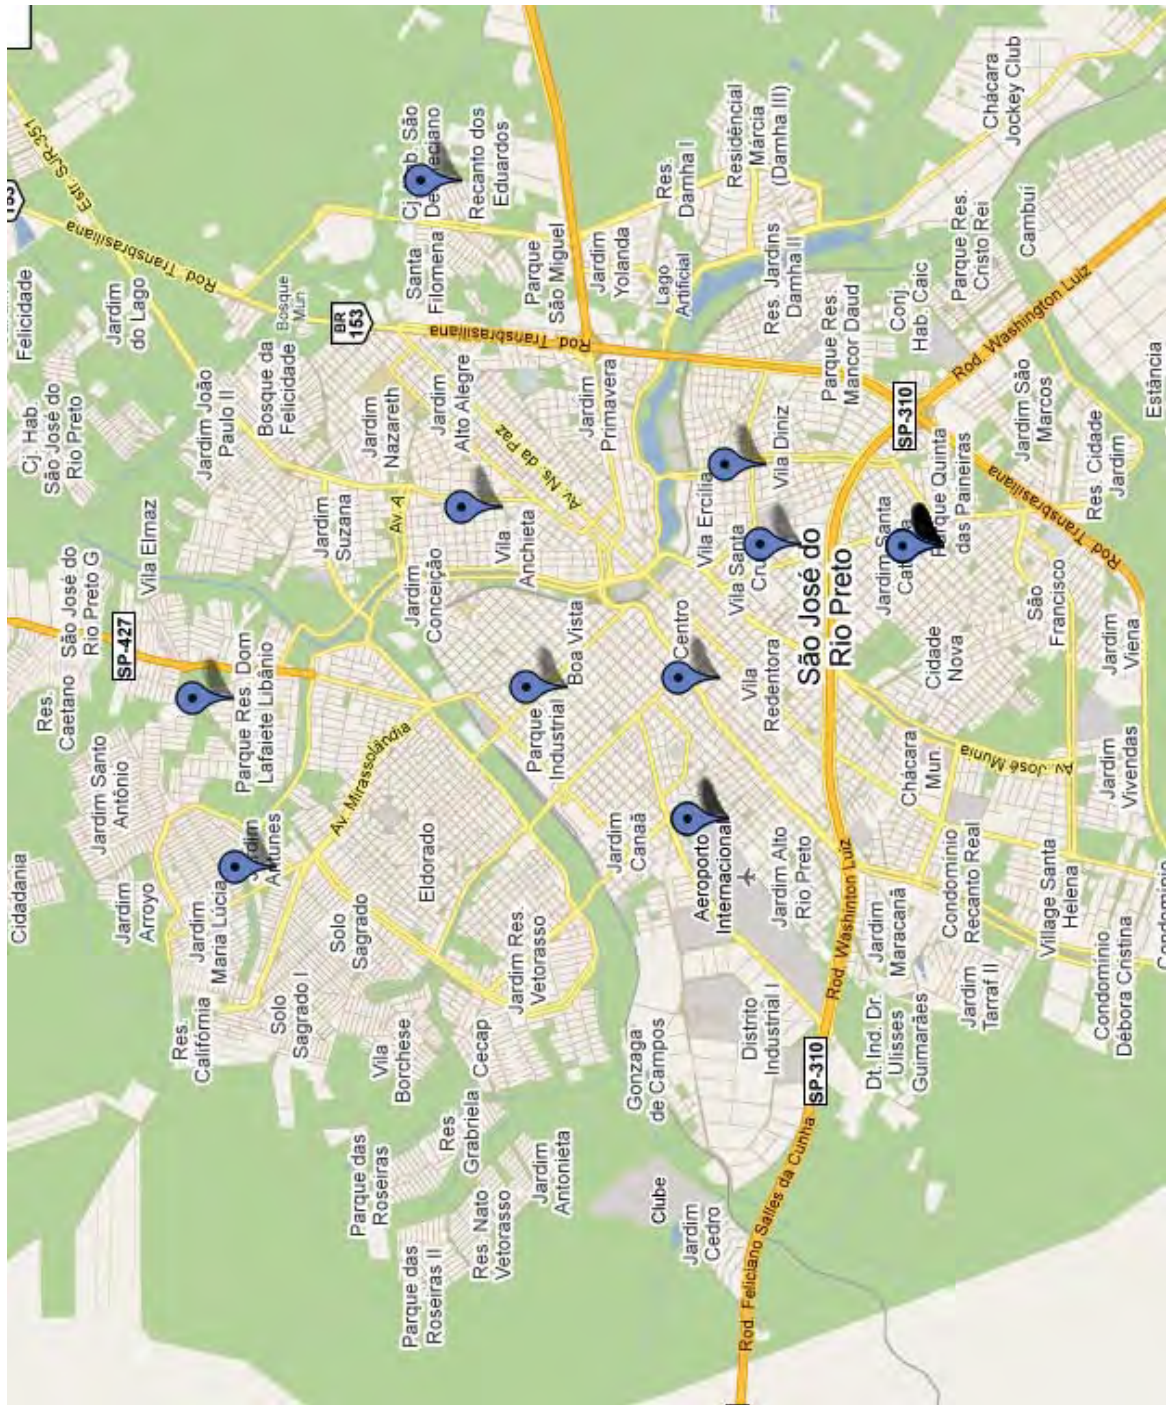 Cidadania
Cj. Hab.
São José do
Rio Preto
Felicidade
Res.
Caetano
São José do
Rio Preto G
SP-427
Vila Elmaz
Jardim
do Lago
Estr. SJR-351
153
Rod. Transbrasiliana
Jardim Santo
Antônio
Jardim
Arroyo
Res.
Califórnia
Jardim
Maria Lúcia
Parque Res. Dom
Lafaiete Libânio
Jardim João
Paulo II
Bosque da
Felicidade
Bosque
Mun
BR
153
Solo
Sagrado I
Solo
Sagrado
Av. Mirassolândia
Jardim
Suzana
Av. A
Jardim
Nazareth
Jardim
Alto Alegre
Santa
Filomena
São
Recanto dos
Eduardos
Parque das
Roseiras
Vila
Borchese
Eldorado
Jardim
Conceição
Vila
Anchieta
Av. Ns. da Paz
Rod. Transbrasiliana
Parque
São Miguel
Parque das
Roseiras II
Res
Grabriela
Cecap
Res. Nato
Vetorasso
Jardim
Antonieta
Jardim Res.
Vetorasso
Parque
Industrial
Boa Vista
Jardim
Primavera
Jardim
Yolanda
Lago
Artificial
Res.
Damha I
Residêncial
Márcia
(Damha III)
Gonzaga
de Campos
Jardim
Canaã
Centro
Clube
Jardim
Cedro
Aeroporto
Internacional
Vila Ercília
Vila Santa
Vila Diniz
Res. Jardins
Damha II
Distrito
Industrial I
Jardim Alto
Rio Preto
Vila
Redentora
São José do
Rio Preto
Parque Res.
Mancor Daud
Rod. Feliciano Salles da Cunha
SP-310
Rod. Washinton Luiz
SP-310
Rod. Washington Luiz
Conj.
Hab. Caic
Parque Res.
Cristo Rei
Cambuí
Chácara
Jockey Club
Dt. Ind. Dr.
Ulisses
Guimarães
Jardim
Maracanã
Chácara
Mun.
Cidade
Nova
Jardim Santa
Parque Quinta
das Paineiras
Jardim São
Marcos
Jardim
Tarraf II
Condomínio
Recanto Real
Av. José Munia
São
Francisco
Rod. Transbrasiliana
Res. Cidade
Jardim
Village Santa
Helena
Jardim
Vivendas
Jardim
Viena
Condomínio
Débora Cristina
Estância